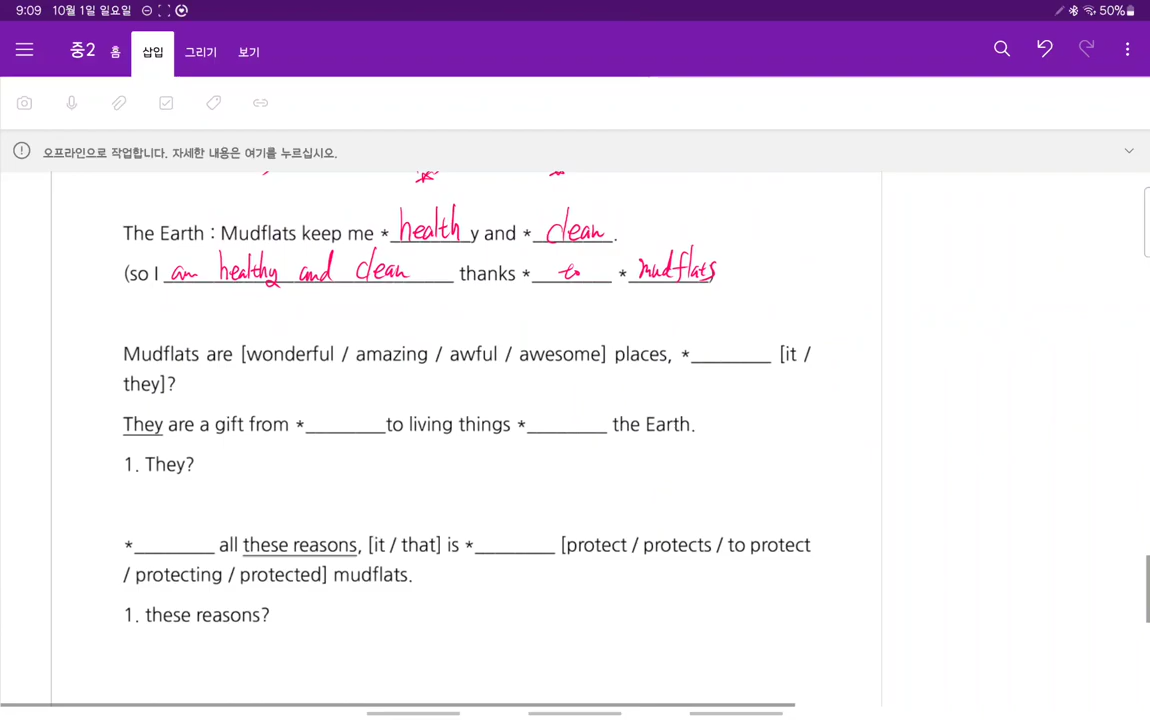 9:09 10월 1일 일요일 50%
중2 홈 삽입 그리기 보기
오프라인으로 작업합니다. 자세한 내용은 여기를 누르십시오.
The Earth : Mudflats keep me * healthy and * clean.
(so I am healthy and clean thanks * to * mudflats)
Mudflats are [wonderful / amazing / awful / awesome] places, *________ [it /
they]?
They are a gift from *________to living things *________ the Earth.
1. They?
*________ all these reasons, [it / that] is *________ [protect / protects / to protect
/ protecting / protected] mudflats.
1. these reasons?